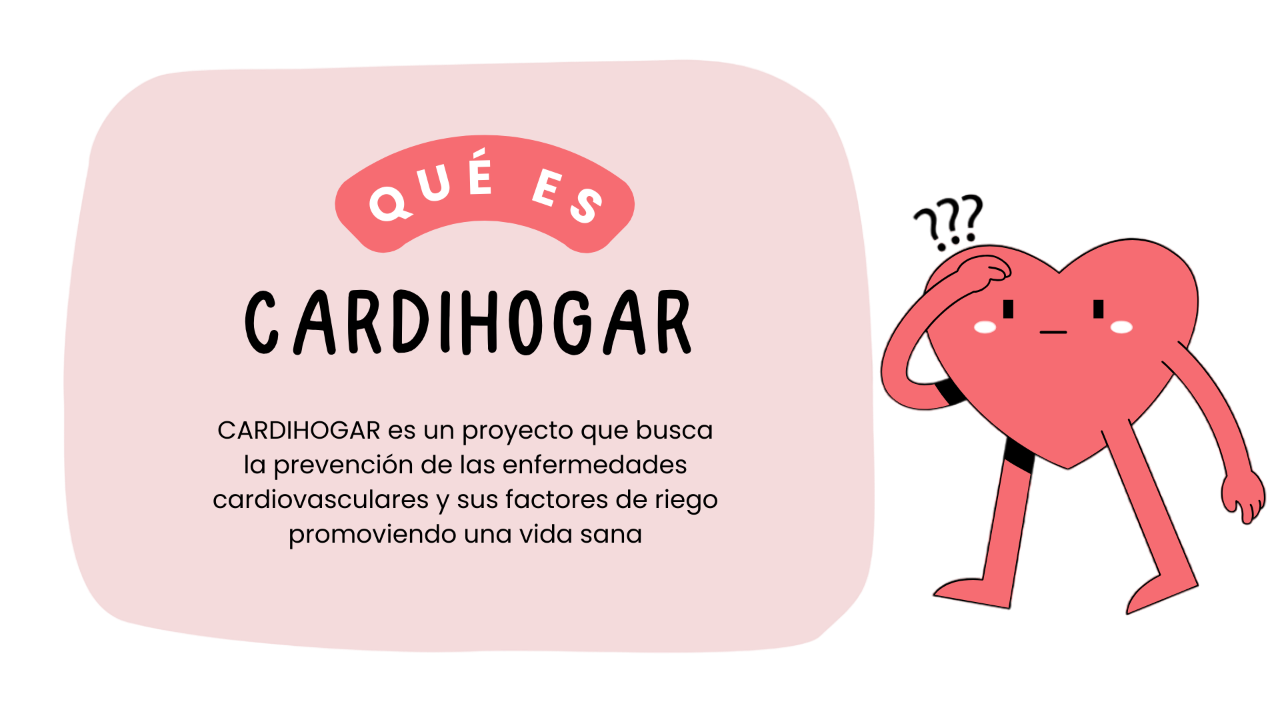 QUÉ ES
CARDIHOGAR
???
CARDIHOGAR es un proyecto que busca
la prevención de las enfermedades
cardiovasculares y sus factores de riego
promoviendo una vida sana